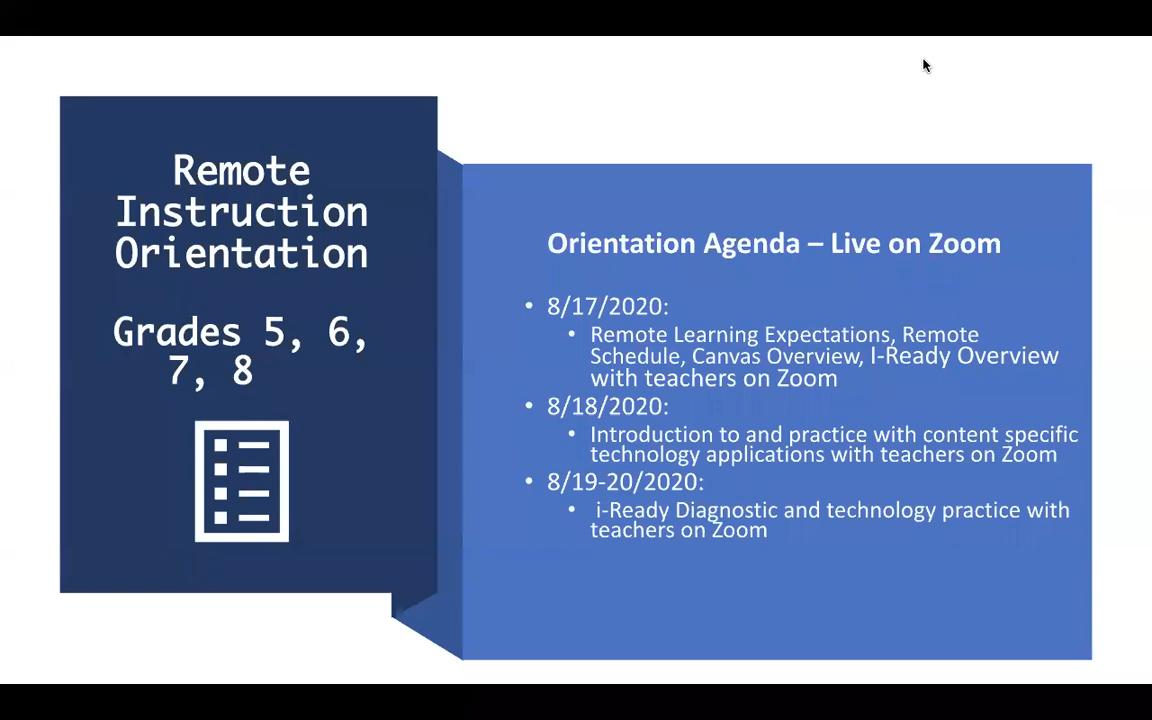 Remote
Instruction
Orientation
Grades 5, 6,
7, 8
Orientation Agenda – Live on Zoom
• 8/17/2020:
• Remote Learning Expectations, Remote
Schedule, Canvas Overview, I-Ready Overview
with teachers on Zoom
• 8/18/2020:
• Introduction to and practice with content specific
technology applications with teachers on Zoom
• 8/19-20/2020:
• i-Ready Diagnostic and technology practice with
teachers on Zoom